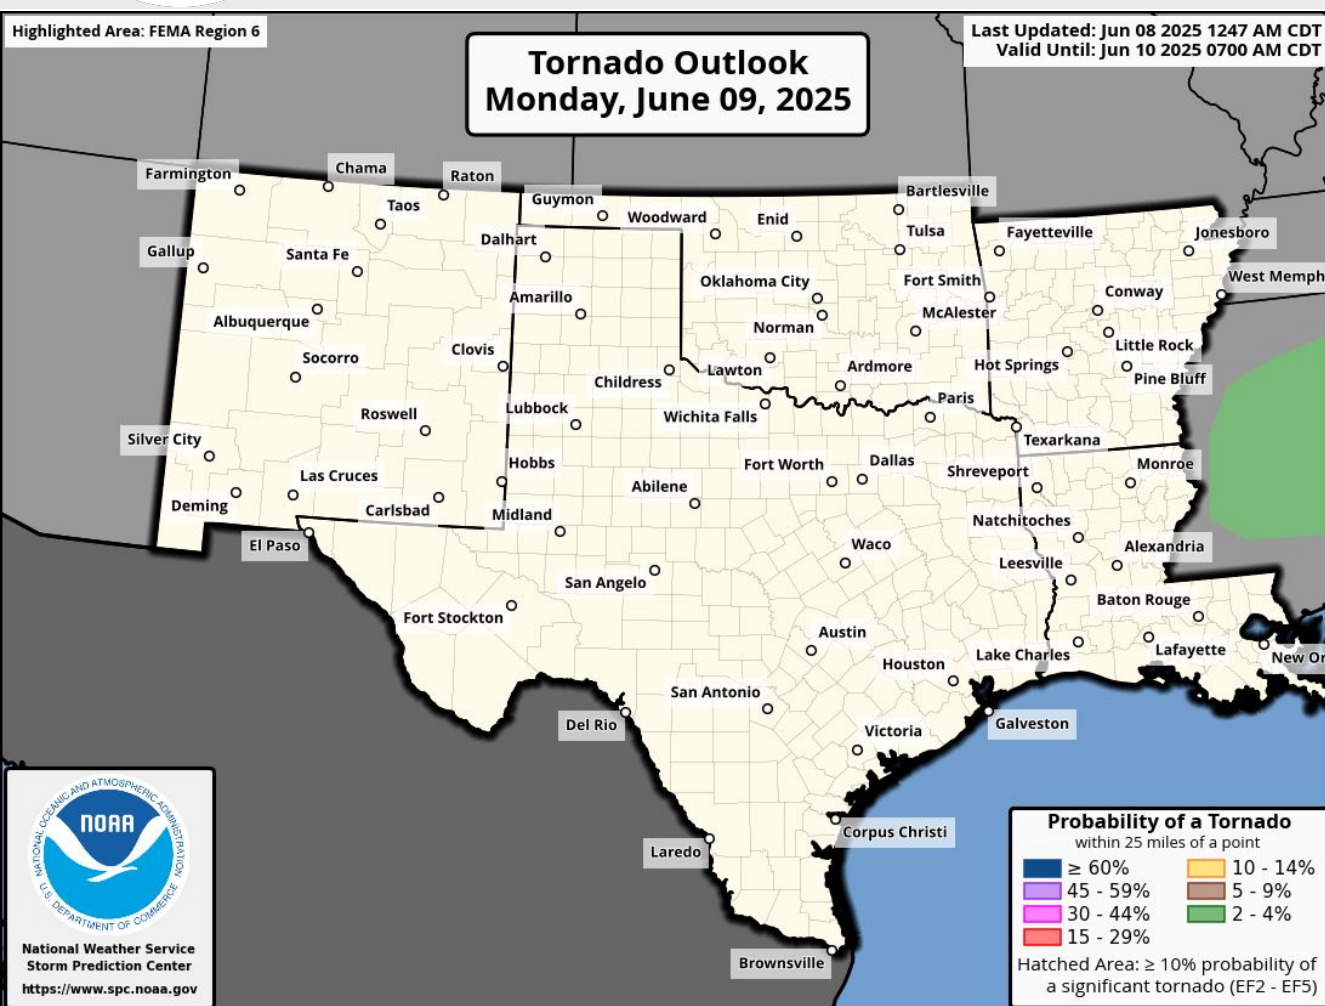 Highlighted Area: FEMA Region 6
Last Updated: Jun 08 2025 1247 AM CDT
Valid Until: Jun 10 2025 0700 AM CDT
Tornado Outlook
Monday, June 09, 2025
Farmington
Chama
Raton
Taos
Guymon
Woodward
Enid
Bartlesville
Tulsa
Fayetteville
Jonesboro
Gallup
Santa Fe
Dalhart
Oklahoma City
Fort Smith
Conway
West Memph
Albuquerque
Amarillo
Norman
McAlester
Little Rock
Socorro
Clovis
Childress
Lawton
Ardmore
Hot Springs
Pine Bluff
Roswell
Lubbock
Wichita Falls
Paris
Texarkana
Silver City
Las Cruces
Hobbs
Abilene
Fort Worth
Dallas
Shreveport
Monroe
Deming
Carlsbad
Midland
Natchitoches
El Paso
San Angelo
Waco
Leesville
Alexandria
Fort Stockton
Austin
Baton Rouge
Houston
Lake Charles
Lafayette
New Or
Del Rio
San Antonio
Victoria
Galveston
Laredo
Corpus Christi
Brownsville
NATIONAL OCEANIC AND ATMOSPHERIC ADMINISTRATION
NOAA
U.S. DEPARTMENT OF COMMERCE
National Weather Service
Storm Prediction Center
https://www.spc.noaa.gov
Probability of a Tornado
within 25 miles of a point
≥ 60%
45 - 59%
30 - 44%
15 - 29%
10 - 14%
5 - 9%
2 - 4%
Hatched Area: ≥ 10% probability of
a significant tornado (EF2 - EF5)